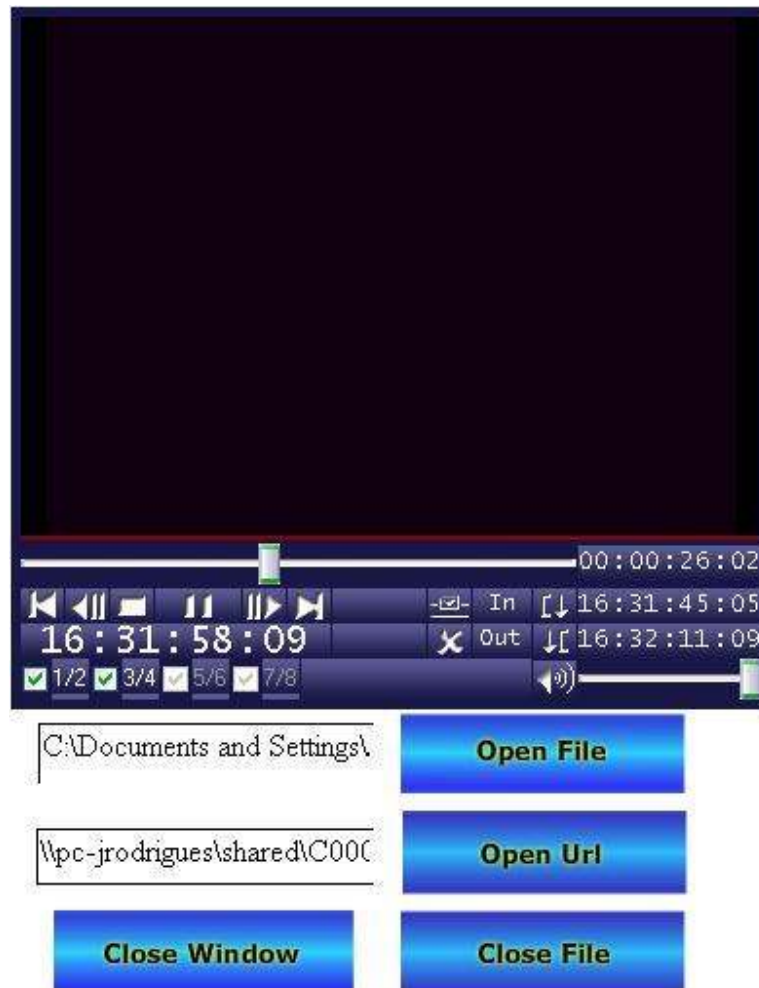 00:00:26:02
In 16:31:45:05
16:31:58:09 Out 16:32:11:09
1/2 3/4 5/6 7/8
C:\Documents and Settings\
Open File
\\pc-jrodrigues\shared\C000
Open Url
Close Window Close File